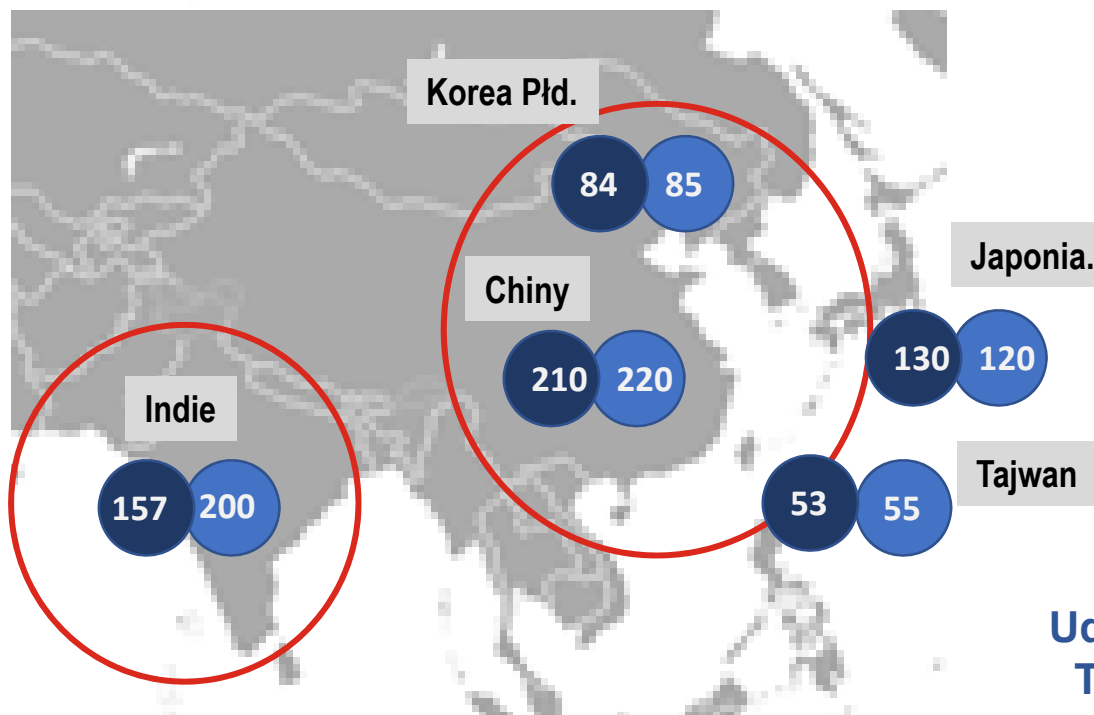 Korea Płd.
84 85
Japonia.
Chiny
130 120
210 220
Indie
Tajwan
157 200
53 55